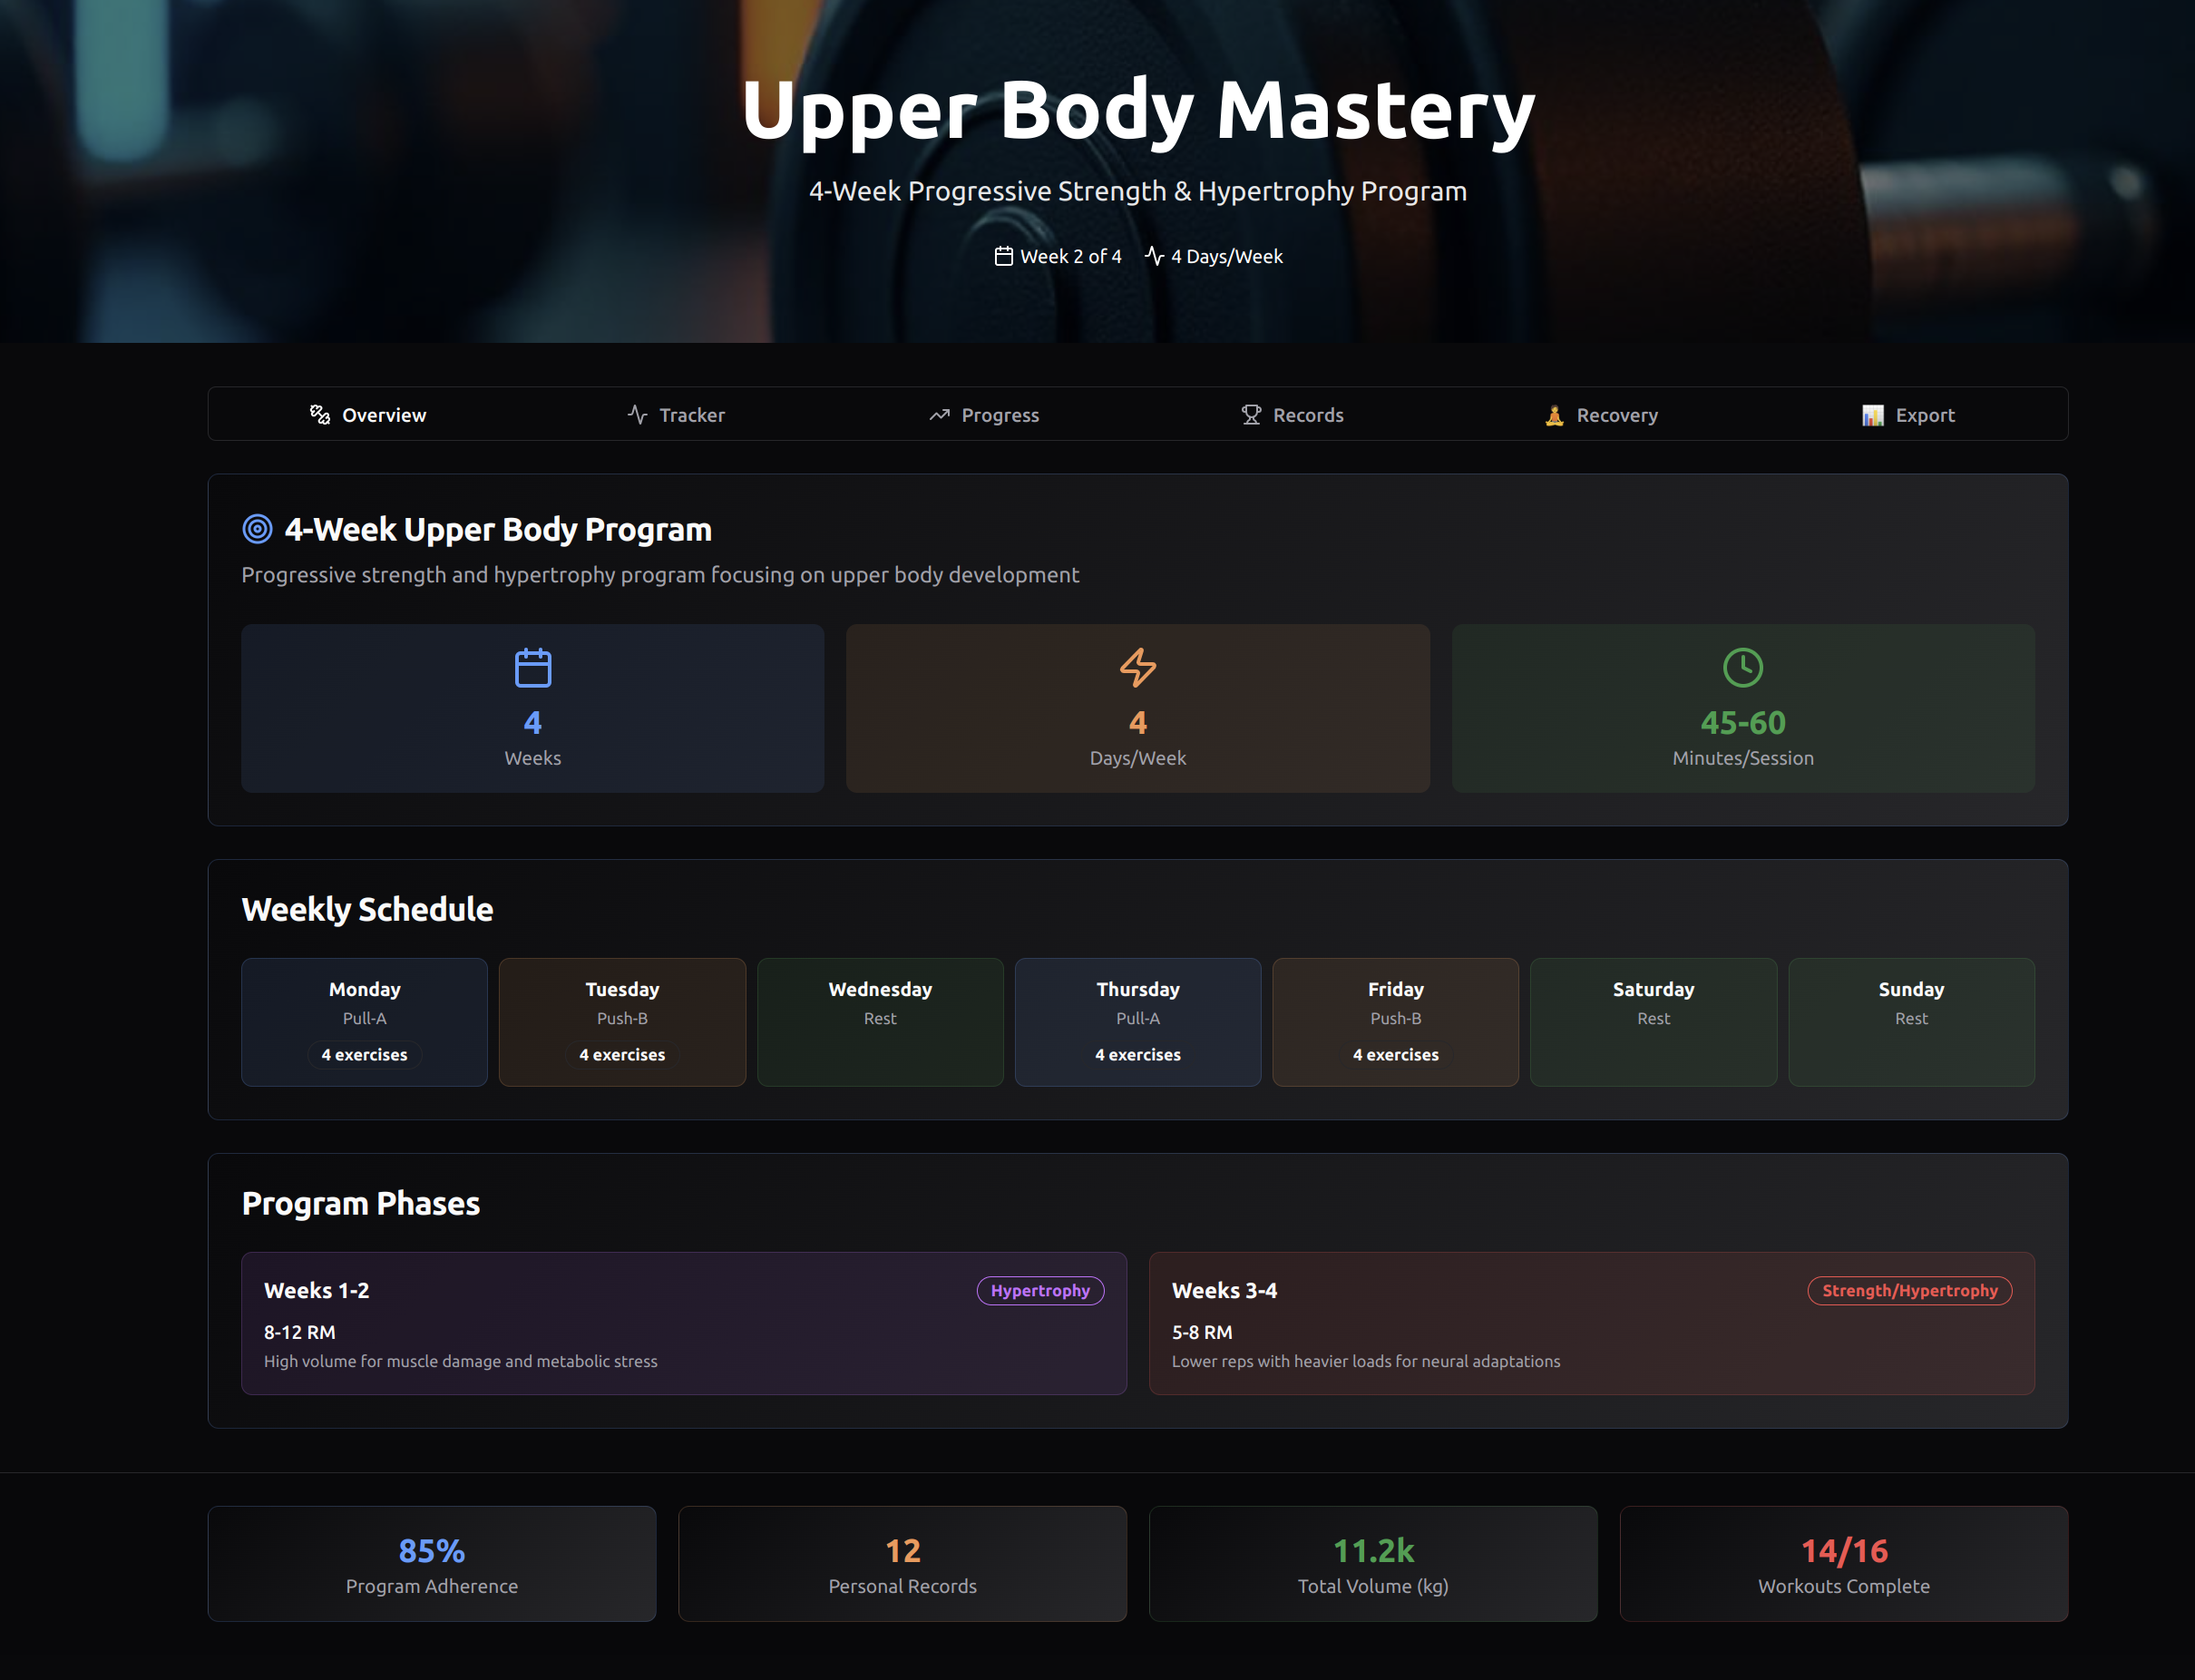 Upper Body Mastery
4-Week Progressive Strength & Hypertrophy Program
Week 2 of 4 4 Days/Week
Overview Tracker Progress Records Recovery Export
4-Week Upper Body Program
Progressive strength and hypertrophy program focusing on upper body development
4
Weeks
4
Days/Week
45-60
Minutes/Session
Weekly Schedule
Monday
Pull-A
4 exercises
Tuesday
Push-B
4 exercises
Wednesday
Rest
Thursday
Pull-A
4 exercises
Friday
Push-B
4 exercises
Saturday
Rest
Sunday
Rest
Program Phases
Weeks 1-2
Hypertrophy
8-12 RM
High volume for muscle damage and metabolic stress
Weeks 3-4
Strength/Hypertrophy
5-8 RM
Lower reps with heavier loads for neural adaptations
85%
Program Adherence
12
Personal Records
11.2k
Total Volume (kg)
14/16
Workouts Complete